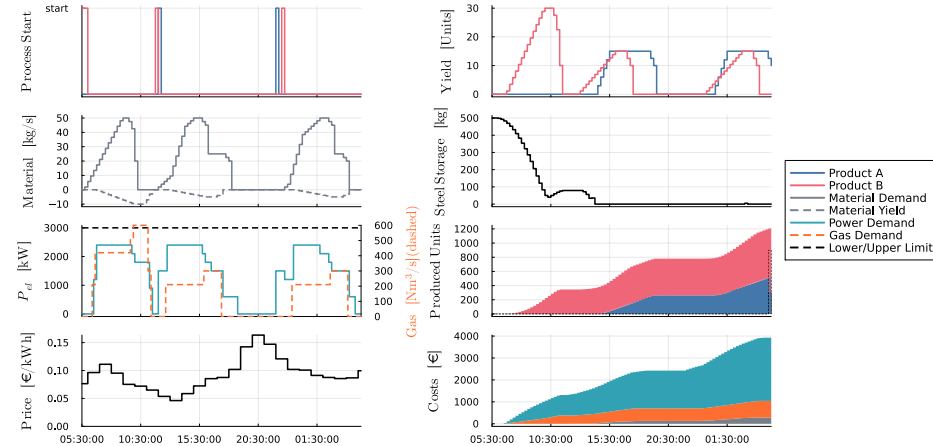 Process Start
start
Material [kg/s]
50
40
30
20
10
0
−10
P_el [kW]
3000
2000
1000
0
600
500
400
300
200
100
0
Gas [Nm³/s] (dashed)
Price [€/kWh]
0.15
0.10
0.05
0.00
05:30:00 10:30:00 15:30:00 20:30:00 01:30:00
Yield [Units]
30
20
10
0
Steel Storage [kg]
500
400
300
200
100
0
Produced Units
1200
1000
800
600
400
200
0
Costs [€]
4000
3000
2000
1000
0
05:30:00 10:30:00 15:30:00 20:30:00 01:30:00
Product A
Product B
Material Demand
Material Yield
Power Demand
Gas Demand
Lower/Upper Limit